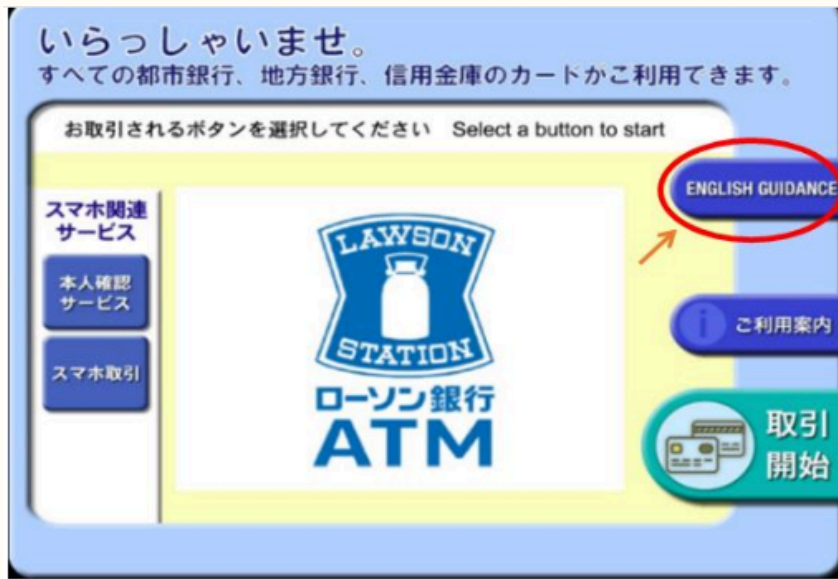 いらっしゃいませ。
すべての都市銀行、地方銀行、信用金庫のカードがご利用できます。
お取引されるボタンを選択してください Select a button to start
ENGLISH GUIDANCE
スマホ関連
サービス
本人確認
サービス
スマホ取引
LAWSON
STATION
ローソン銀行
ATM
i ご利用案内
取引
開始